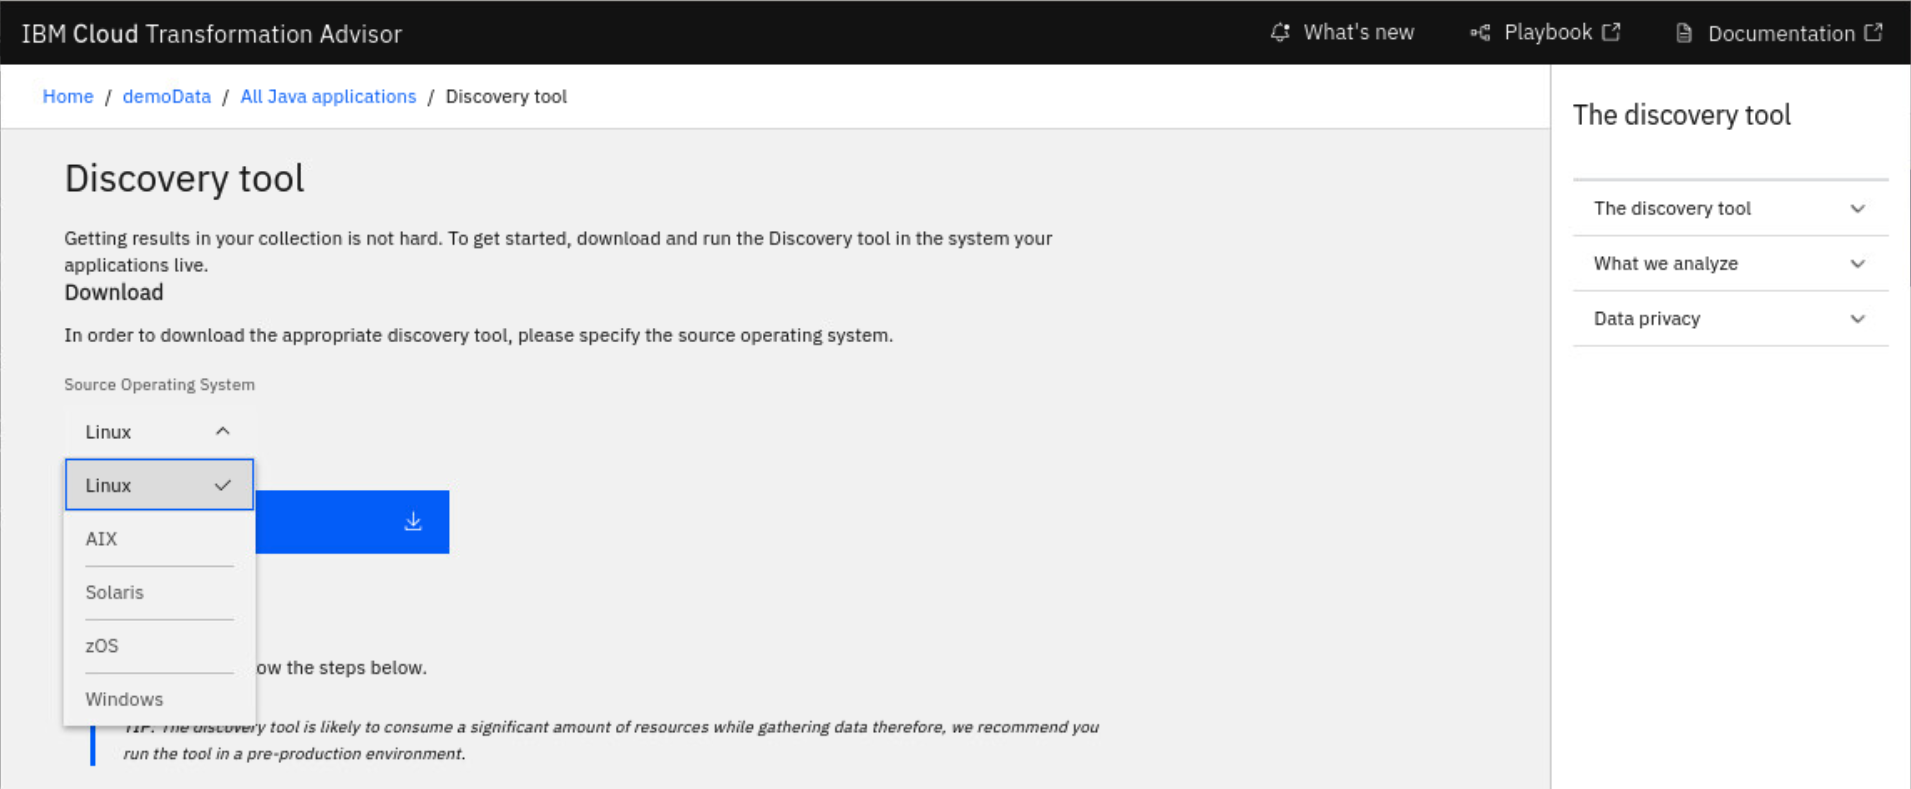 IBM Cloud Transformation Advisor
What's new
Playbook
Documentation
Home / demoData / All Java applications / Discovery tool
Discovery tool
Getting results in your collection is not hard. To get started, download and run the Discovery tool in the system your
applications live.
Download
In order to download the appropriate discovery tool, please specify the source operating system.
Source Operating System
Linux
Linux
AIX
Solaris
zOS
Windows
the steps below.
TIP: The discovery tool is likely to consume a significant amount of resources while gathering data therefore, we recommend you
run the tool in a pre-production environment.
The discovery tool
The discovery tool
What we analyze
Data privacy